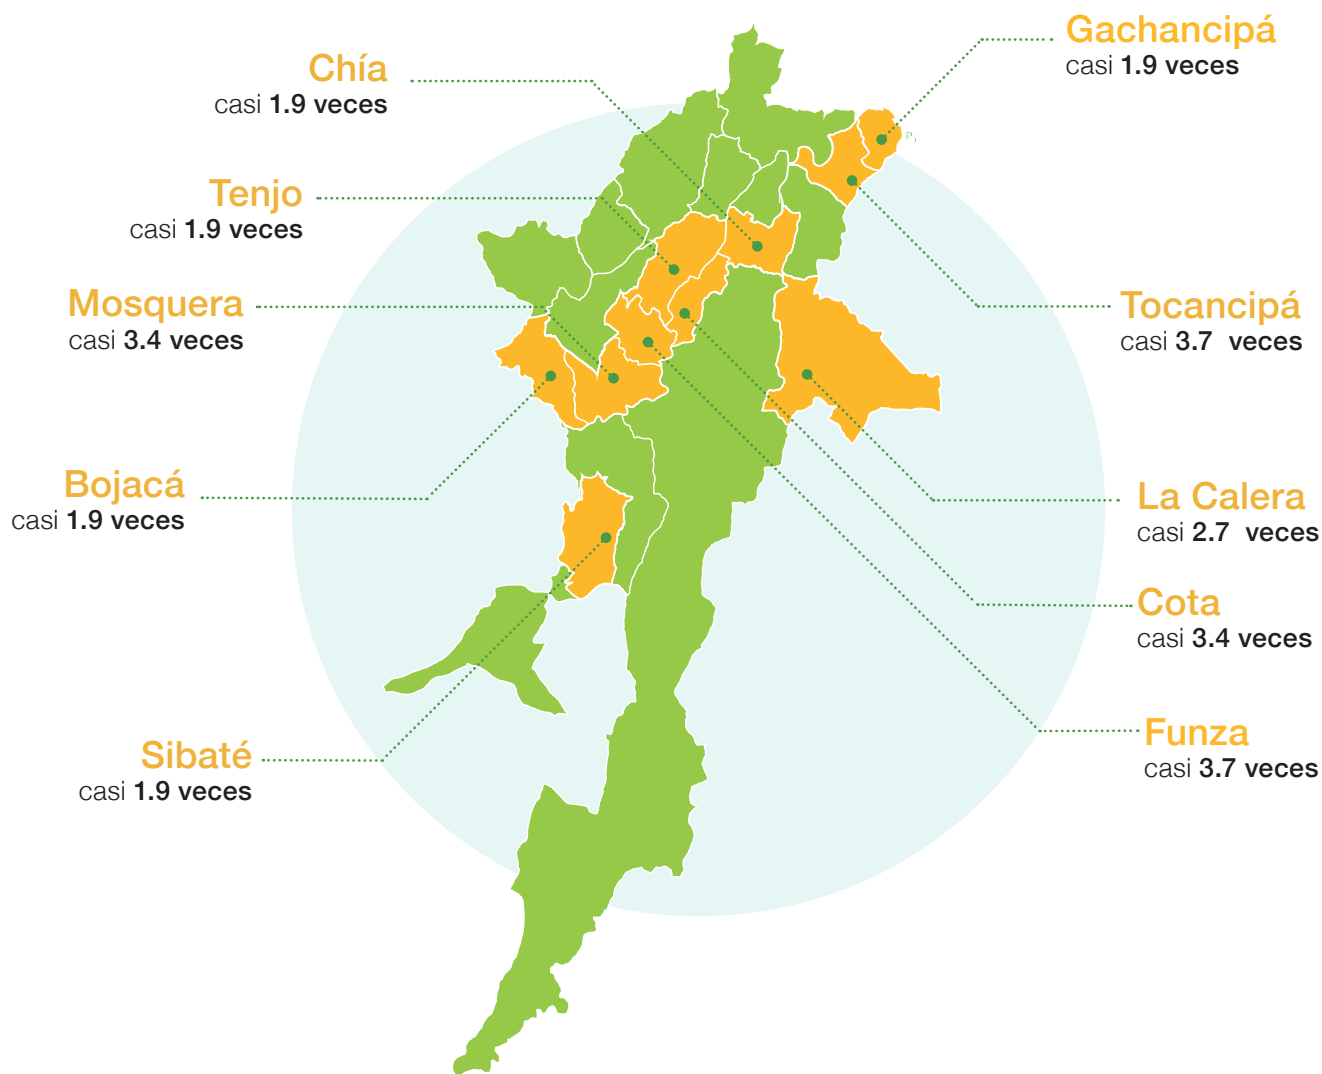 Gachancipá
casi 1.9 veces
Chía
casi 1.9 veces
Tenjo
casi 1.9 veces
Mosquera
casi 3.4 veces
Tocancipá
casi 3.7 veces
Bojacá
casi 1.9 veces
La Calera
casi 2.7 veces
Cota
casi 3.4 veces
Funza
casi 3.7 veces
Sibaté
casi 1.9 veces